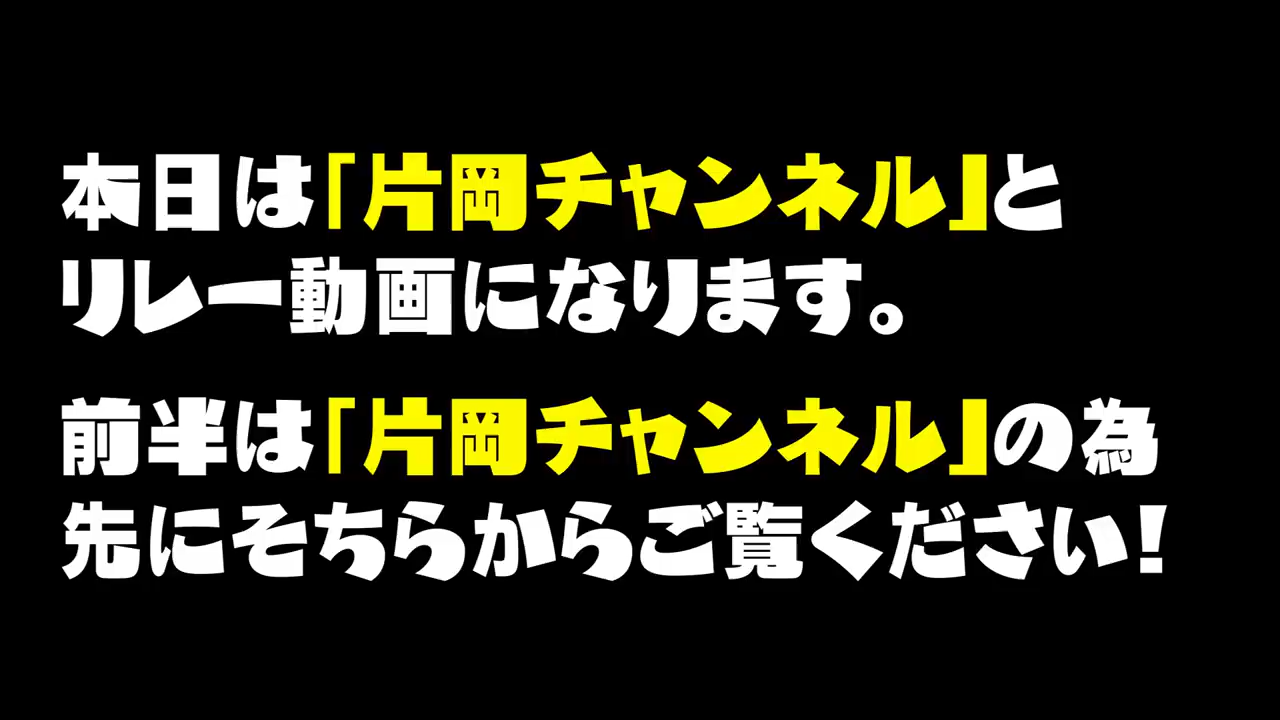 本日は「片岡チャンネル」と
リレー動画になります。
前半は「片岡チャンネル」の為
先にそちらからご覧ください!